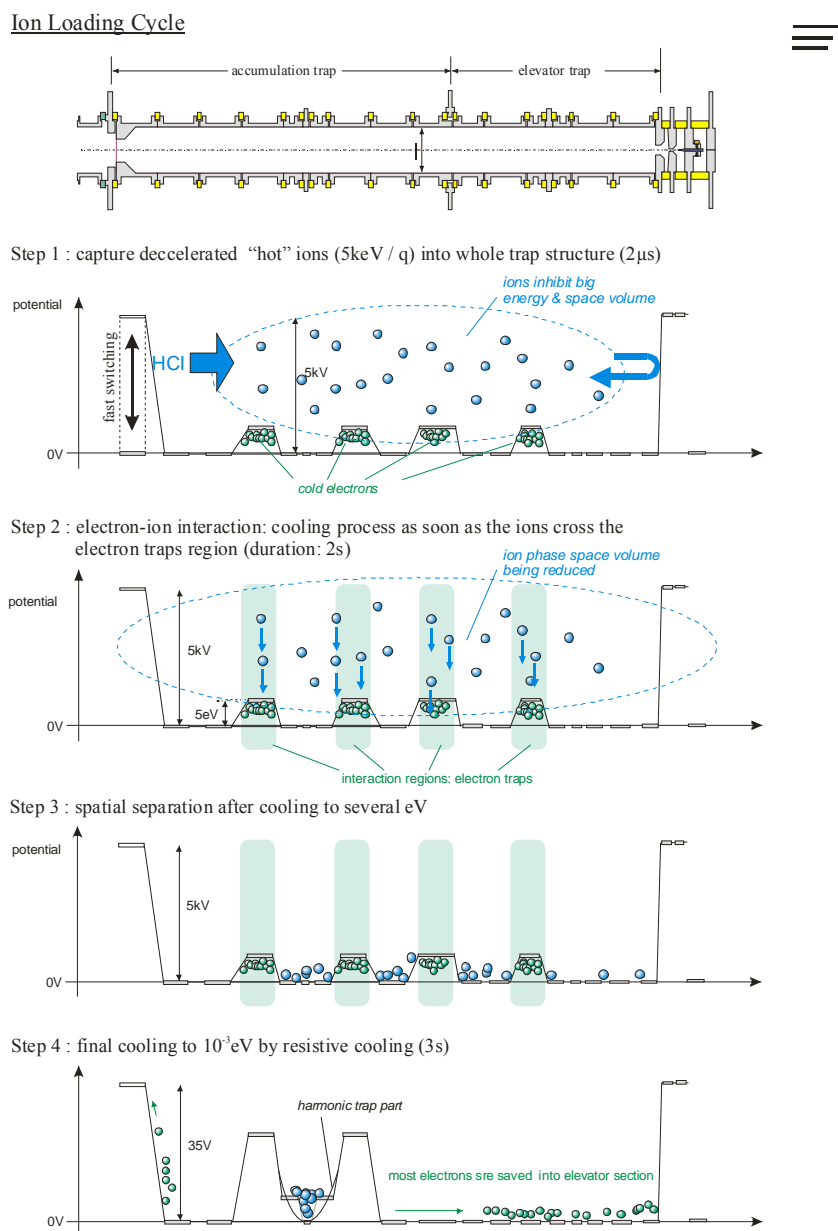 Ion Loading Cycle
accumulation trap
elevator trap
Step 1 : capture deccelerated “hot” ions (5keV / q) into whole trap structure (2μs)
ions inhibit big
energy & space volume
potential
fast switching
HCI
5kV
0V
cold electrons
Step 2 : electron-ion interaction: cooling process as soon as the ions cross the
electron traps region (duration: 2s)
ion phase space volume
being reduced
potential
5kV
5eV
0V
interaction regions: electron traps
Step 3 : spatial separation after cooling to several eV
potential
5kV
0V
Step 4 : final cooling to 10⁻³eV by resistive cooling (3s)
harmonic trap part
35V
most electrons sre saved into elevator section
0V